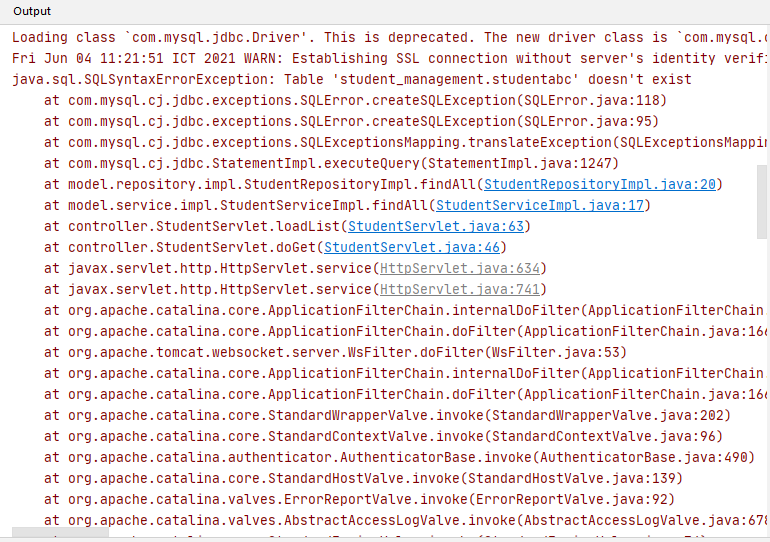 Output
Loading class `com.mysql.jdbc.Driver'. This is deprecated. The new driver class is `com.mysql.
Fri Jun 04 11:21:51 ICT 2021 WARN: Establishing SSL connection without server's identity verifi
java.sql.SQLSyntaxErrorException: Table 'student_management.studentabc' doesn't exist
at com.mysql.cj.jdbc.exceptions.SQLError.createSQLException(SQLError.java:118)
at com.mysql.cj.jdbc.exceptions.SQLError.createSQLException(SQLError.java:95)
at com.mysql.cj.jdbc.exceptions.SQLExceptionsMapping.translateException(SQLExceptionsMappin
at com.mysql.cj.jdbc.StatementImpl.executeQuery(StatementImpl.java:1247)
at model.repository.impl.StudentRepositoryImpl.findAll(StudentRepositoryImpl.java:20)
at model.service.impl.StudentServiceImpl.findAll(StudentServiceImpl.java:17)
at controller.StudentServlet.loadList(StudentServlet.java:63)
at controller.StudentServlet.doGet(StudentServlet.java:46)
at javax.servlet.http.HttpServlet.service(HttpServlet.java:634)
at javax.servlet.http.HttpServlet.service(HttpServlet.java:741)
at org.apache.catalina.core.ApplicationFilterChain.internalDoFilter(ApplicationFilterChain.
at org.apache.catalina.core.ApplicationFilterChain.doFilter(ApplicationFilterChain.java:166
at org.apache.tomcat.websocket.server.WsFilter.doFilter(WsFilter.java:53)
at org.apache.catalina.core.ApplicationFilterChain.internalDoFilter(ApplicationFilterChain.
at org.apache.catalina.core.ApplicationFilterChain.doFilter(ApplicationFilterChain.java:166
at org.apache.catalina.core.StandardWrapperValve.invoke(StandardWrapperValve.java:202)
at org.apache.catalina.core.StandardContextValve.invoke(StandardContextValve.java:96)
at org.apache.catalina.authenticator.AuthenticatorBase.invoke(AuthenticatorBase.java:490)
at org.apache.catalina.core.StandardHostValve.invoke(StandardHostValve.java:139)
at org.apache.catalina.valves.ErrorReportValve.invoke(ErrorReportValve.java:92)
at org.apache.catalina.valves.AbstractAccessLogValve.invoke(AbstractAccessLogValve.java:678